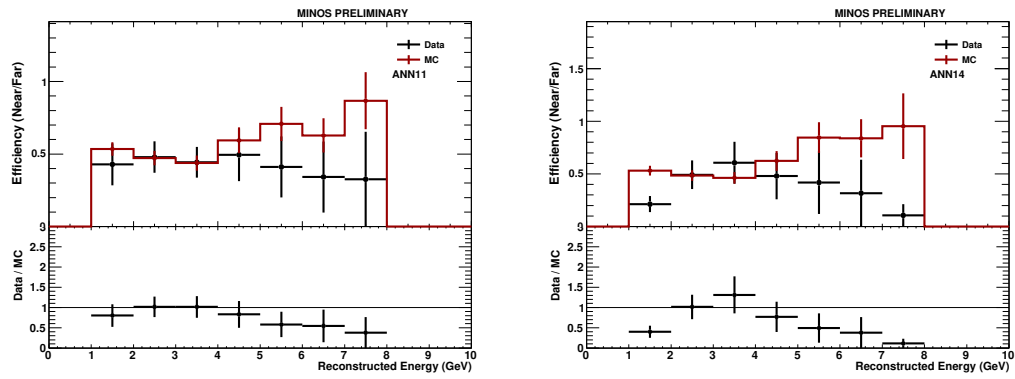 MINOS PRELIMINARY
Data
MC
ANN11
Efficiency (Near/Far)
1
0.5
3
2.5
2
1.5
1
0.5
0
Data / MC
0 1 2 3 4 5 6 7 8 9 10
Reconstructed Energy (GeV)
MINOS PRELIMINARY
Data
MC
ANN14
Efficiency (Near/Far)
1.5
1
0.5
3
2.5
2
1.5
1
0.5
0
Data / MC
0 1 2 3 4 5 6 7 8 9 10
Reconstructed Energy (GeV)